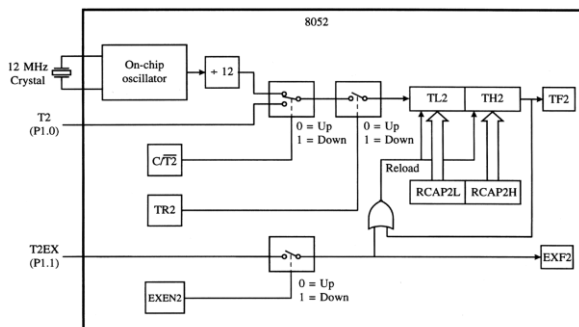 8052
12 MHz
Crystal
On-chip
oscillator
÷ 12
T2
(P1.0)
TL2
TH2
TF2
0 = Up
1 = Down
0 = Up
1 = Down
C/T2̅
Reload
RCAP2L
RCAP2H
TR2
T2EX
(P1.1)
EXF2
EXEN2
0 = Up
1 = Down